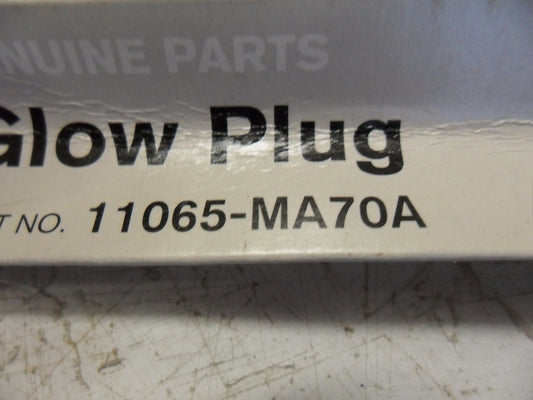 NUINE PARTS
Glow Plug
T NO. 11065-MA70A